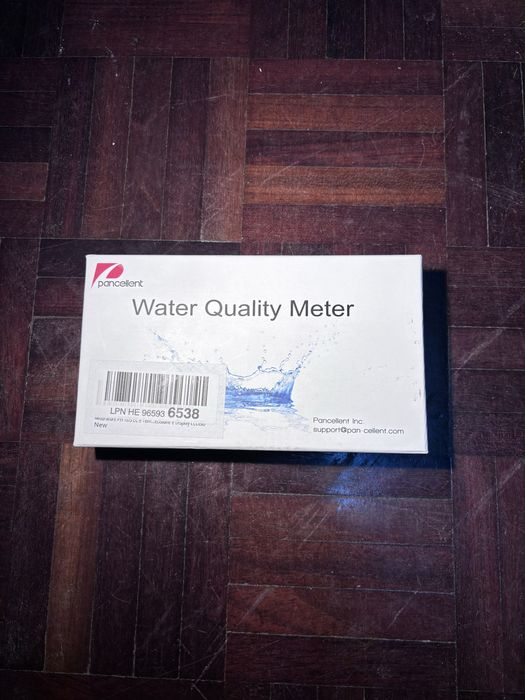 pancellent
Water Quality Meter
LPN HE 96593 6538
New
Pancellent Inc.
support@pan-cellent.com